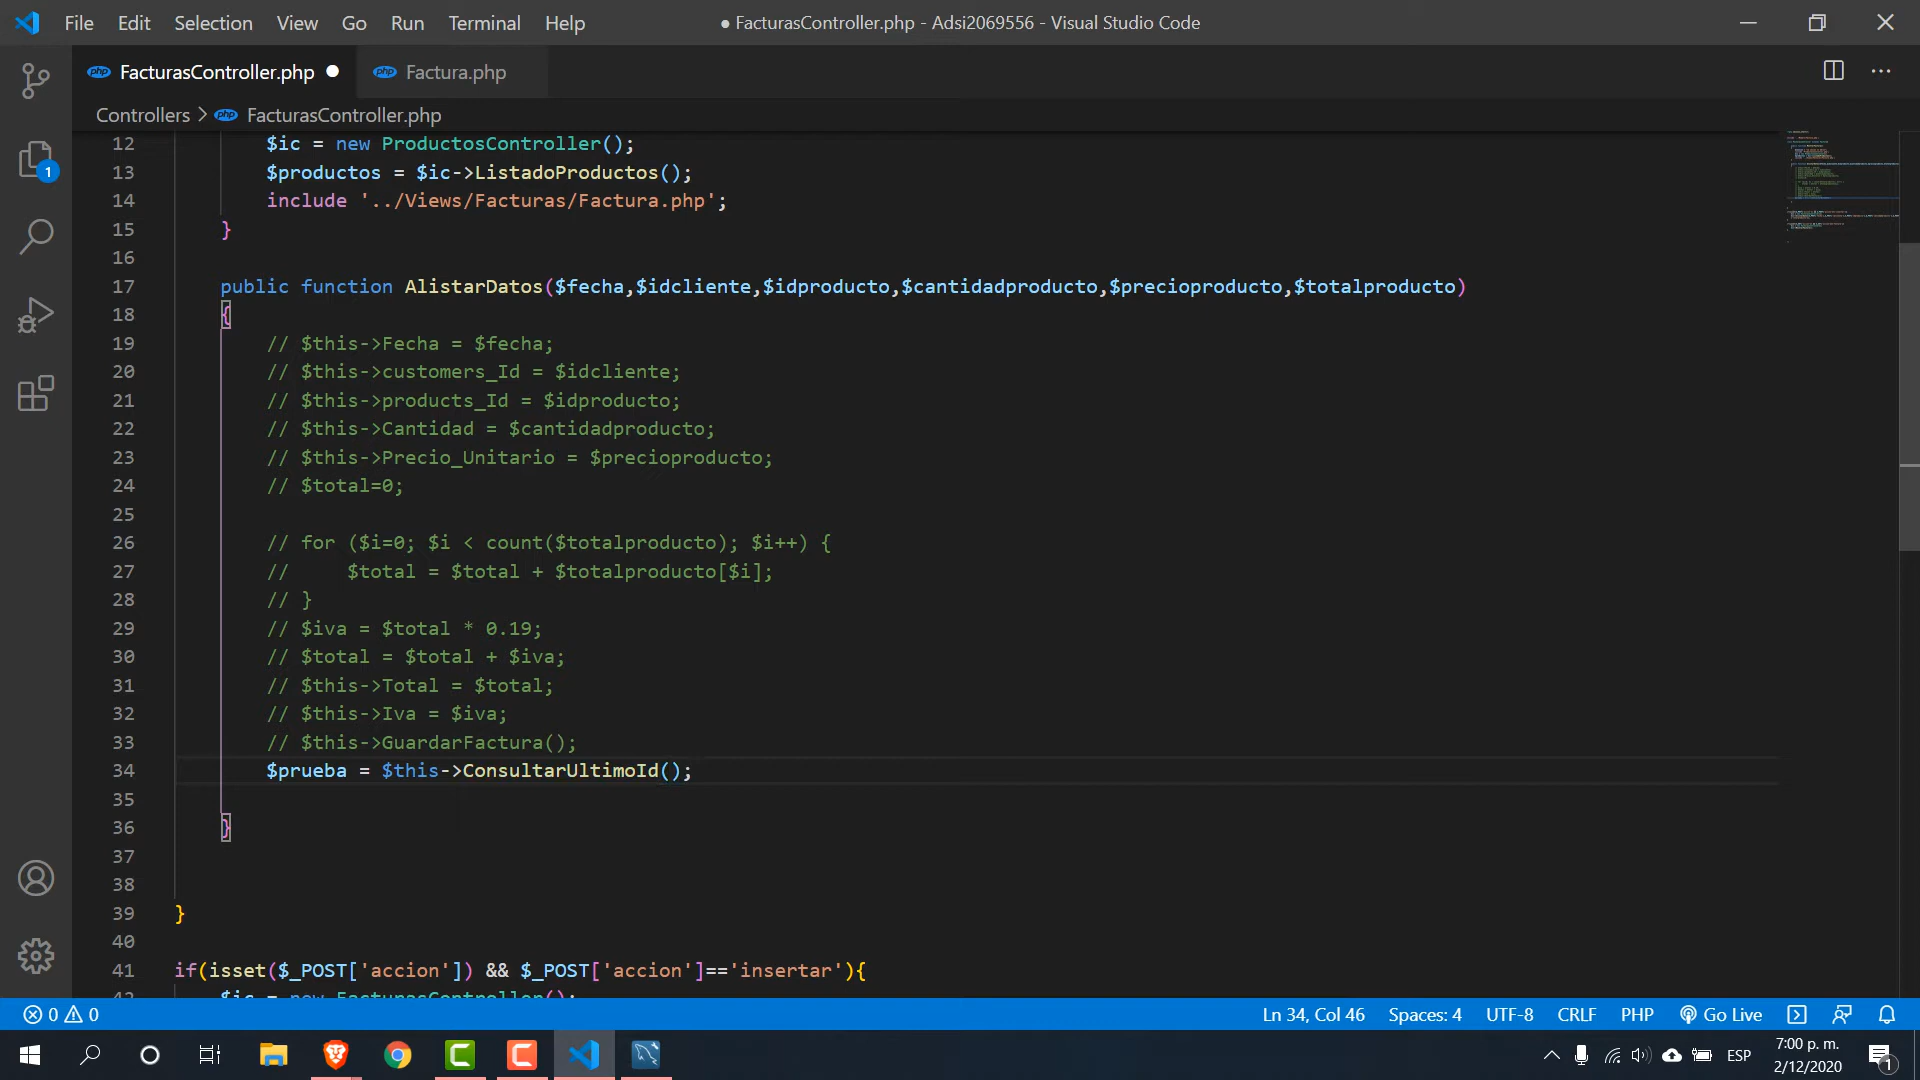 File Edit Selection View Go Run Terminal Help ● FacturasController.php - Adsi2069556 - Visual Studio Code
php FacturasController.php ● php Factura.php
Controllers > php FacturasController.php
12 $ic = new ProductosController();
13 $productos = $ic->ListadoProductos();
14 include '../Views/Facturas/Factura.php';
15 }
16
17 public function AlistarDatos($fecha,$idcliente,$idproducto,$cantidadproducto,$precioproducto,$totalproducto)
18 {
19 // $this->Fecha = $fecha;
20 // $this->customers_Id = $idcliente;
21 // $this->products_Id = $idproducto;
22 // $this->Cantidad = $cantidadproducto;
23 // $this->Precio_Unitario = $precioproducto;
24 // $total=0;
25
26 // for ($i=0; $i < count($totalproducto); $i++) {
27 // $total = $total + $totalproducto[$i];
28 // }
29 // $iva = $total * 0.19;
30 // $total = $total + $iva;
31 // $this->Total = $total;
32 // $this->Iva = $iva;
33 // $this->GuardarFactura();
34 $prueba = $this->ConsultarUltimoId();
35
36 }
37
38
39 }
40
41 if(isset($_POST['accion']) && $_POST['accion']=='insertar'){
42 $ic = new FacturasController();
1
0 0 Ln 34, Col 46 Spaces: 4 UTF-8 CRLF PHP Go Live
ESP 7:00 p. m.
2/12/2020 1